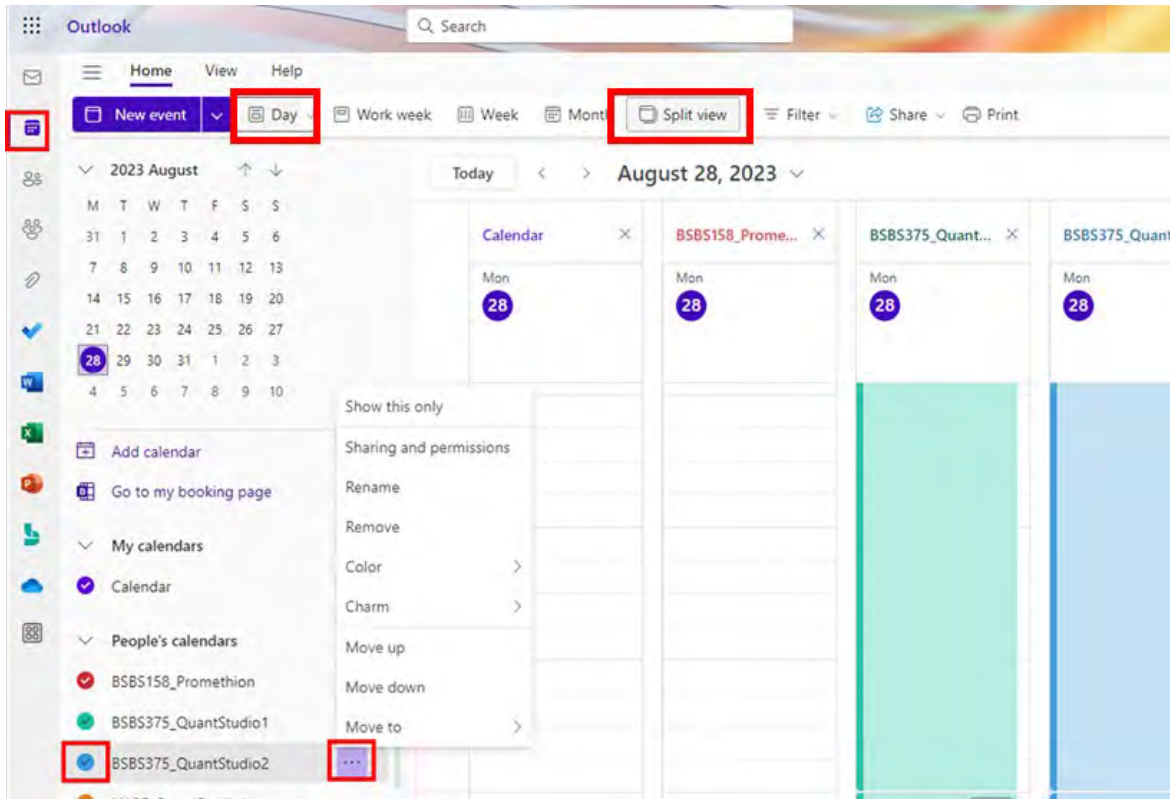 Outlook
Search
Home View Help
New event Day Work week Week Month Split view Filter Share Print
2023 August
Today August 28, 2023
M T W T F S S
31 1 2 3 4 5 6
7 8 9 10 11 12 13
14 15 16 17 18 19 20
21 22 23 24 25 26 27
28 29 30 31 1 2 3
4 5 6 7 8 9 10
Calendar BSBS158_Prome... BSBS375_Quant... BSBS375_Quant
Mon Mon Mon Mon
28 28 28 28
Add calendar
Go to my booking page
My calendars
Calendar
People's calendars
BSBS158_Promethion
BSBS375_QuantStudio1
BSBS375_QuantStudio2
Show this only
Sharing and permissions
Rename
Remove
Color
Charm
Move up
Move down
Move to